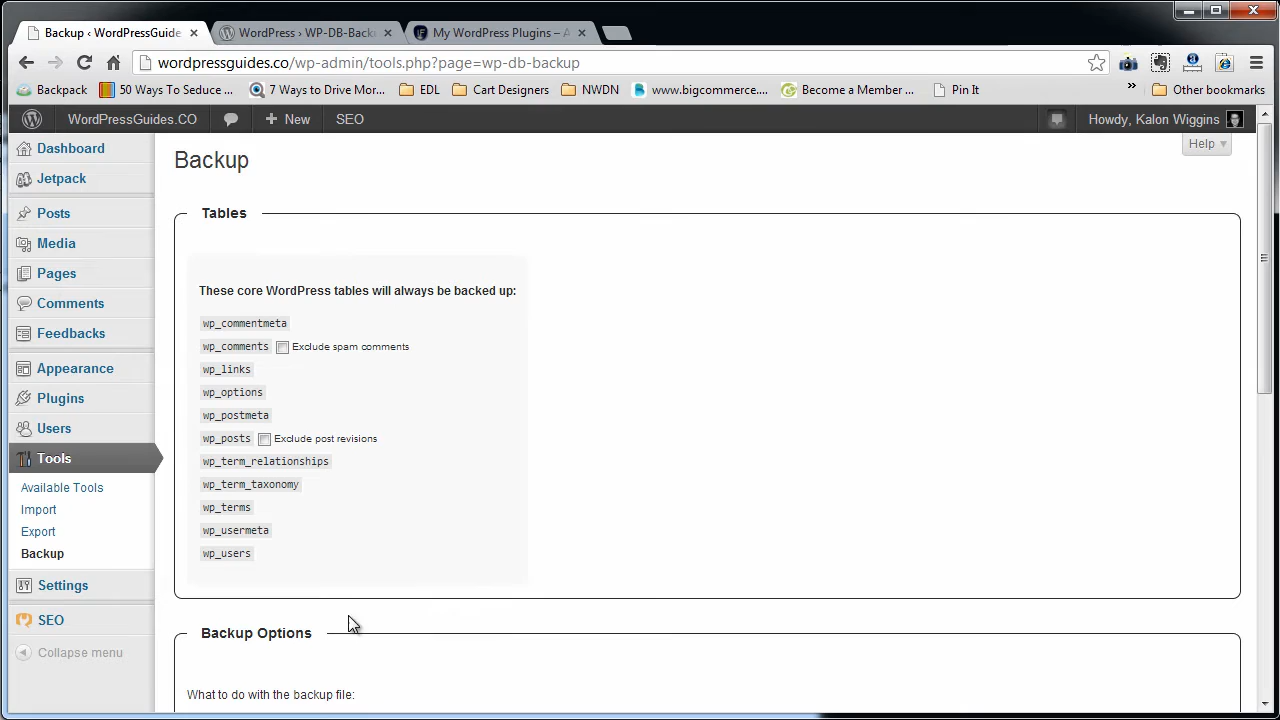 Backup ‹ WordPressGuide
WordPress › WP-DB-Back
My WordPress Plugins – A
wordpressguides.co/wp-admin/tools.php?page=wp-db-backup
Backpack
50 Ways To Seduce ...
7 Ways to Drive Mor...
EDL
Cart Designers
NWDN
www.bigcommerce....
Become a Member ...
Pin It
»
Other bookmarks
WordPressGuides.CO
+ New
SEO
Howdy, Kalon Wiggins
Help
Dashboard
Jetpack
Posts
Media
Pages
Comments
Feedbacks
Appearance
Plugins
Users
Tools
Available Tools
Import
Export
Backup
Settings
SEO
Collapse menu
Backup
Tables
These core WordPress tables will always be backed up:
wp_commentmeta
wp_comments Exclude spam comments
wp_links
wp_options
wp_postmeta
wp_posts Exclude post revisions
wp_term_relationships
wp_term_taxonomy
wp_terms
wp_usermeta
wp_users
Backup Options
What to do with the backup file: